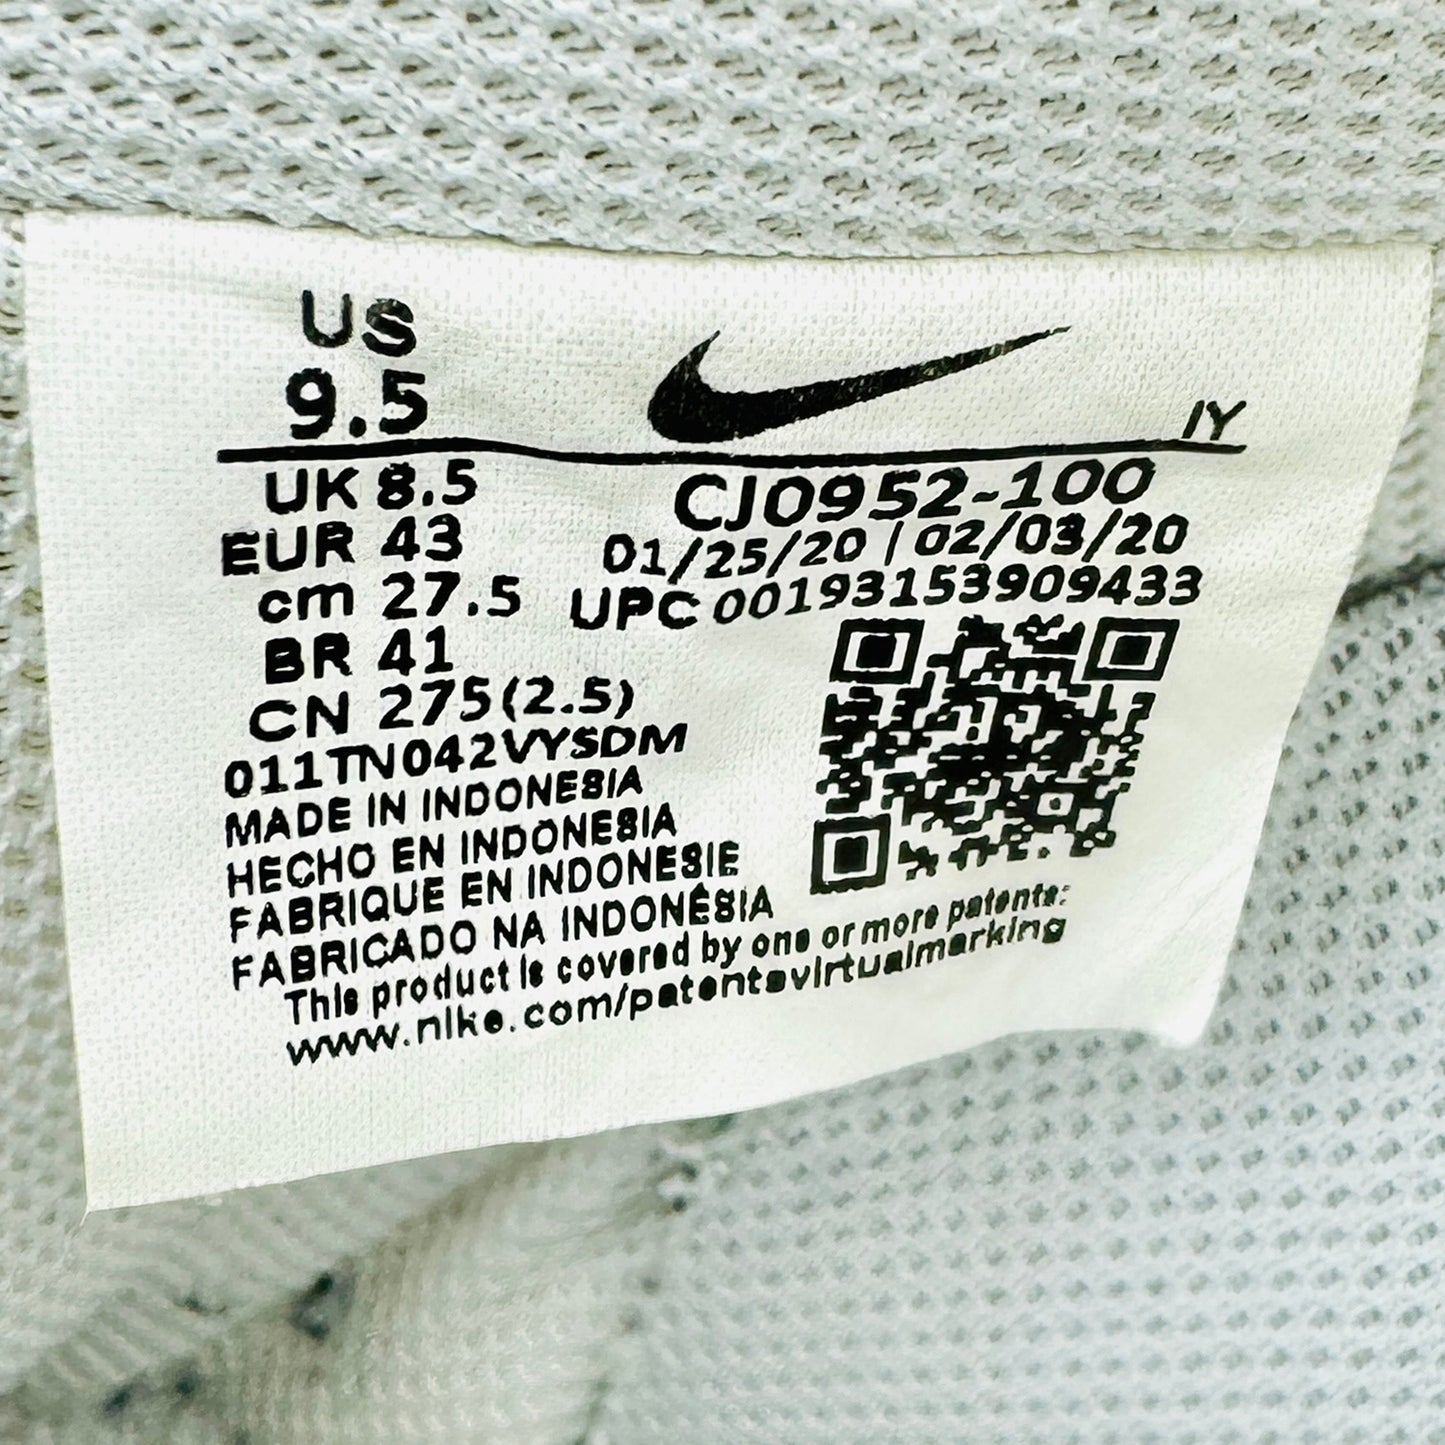 US
9.5
IY
UK 8.5
EUR 43
cm 27.5
BR 41
CN 275(2.5)
CJ0952-100
01/25/20 | 02/03/20
UPC 00193153909433
011TN042VYSDM
MADE IN INDONESIA
HECHO EN INDONESIA
FABRIQUE EN INDONESIE
FABRICADO NA INDONÉSIA
This product is covered by one or more patents:
www.nike.com/patentsvirtualmarking